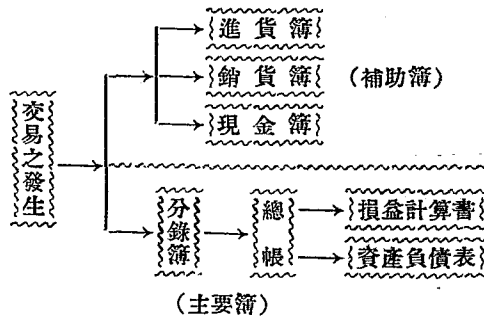 進貨簿
銷貨簿
(補助簿)
現金簿
交易之發生
分錄簿
總帳
損益計算書
資產負債表
(主要簿)